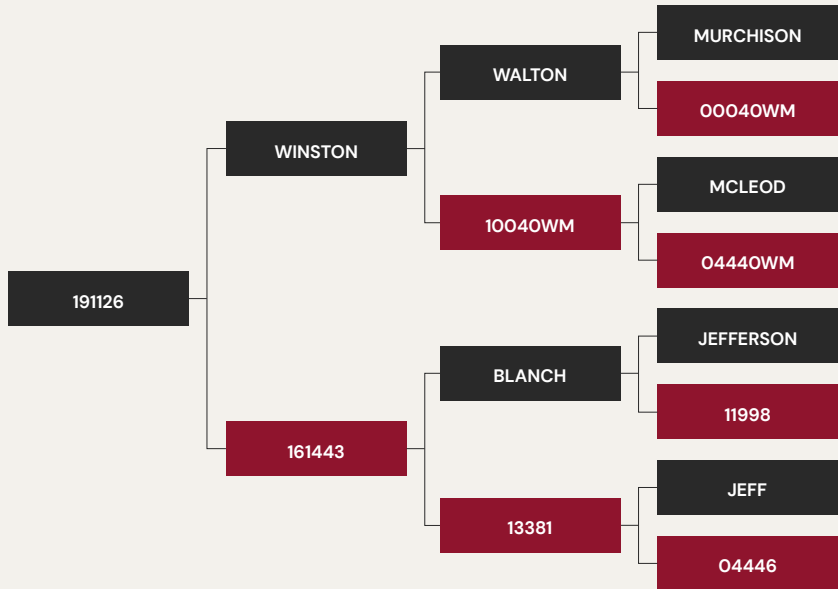 MURCHISON
WALTON
00040WM
WINSTON
MCLEOD
10040WM
04440WM
191126
JEFFERSON
BLANCH
11998
161443
JEFF
13381
04446